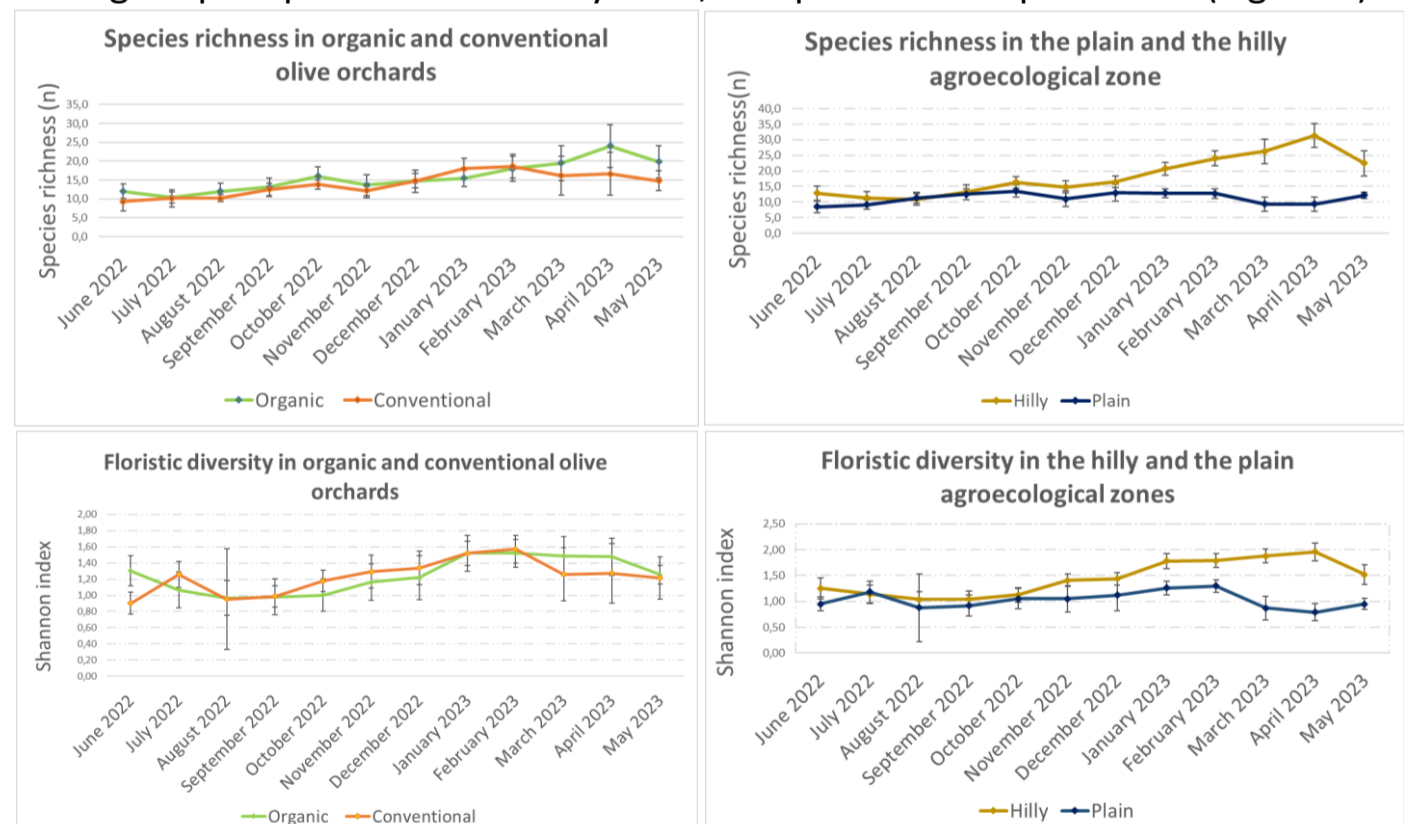 Species richness in organic and conventional
olive orchards
Species richness (n)
35,0
30,0
25,0
20,0
15,0
10,0
5,0
0,0
June 2022
July 2022
August 2022
September 2022
October 2022
November 2022
December 2022
January 2023
February 2023
March 2023
April 2023
May 2023
Organic Conventional
Species richness in the plain and the hilly
agroecological zone
Species richness(n)
40,0
35,0
30,0
25,0
20,0
15,0
10,0
5,0
0,0
June 2022
July 2022
August 2022
September 2022
October 2022
November 2022
December 2022
January 2023
February 2023
March 2023
April 2023
May 2023
Hilly Plain
Floristic diversity in organic and conventional olive
orchards
Shannon index
2,00
1,80
1,60
1,40
1,20
1,00
0,80
0,60
0,40
0,20
0,00
June 2022
July 2022
August 2022
September 2022
October 2022
November 2022
December 2022
January 2023
February 2023
March 2023
April 2023
May 2023
Organic Conventional
Floristic diversity in the hilly and the plain
agroecological zones
Shannon index
2,50
2,00
1,50
1,00
0,50
0,00
June 2022
July 2022
August 2022
September 2022
October 2022
November 2022
December 2022
January 2023
February 2023
March 2023
April 2023
May 2023
Hilly Plain